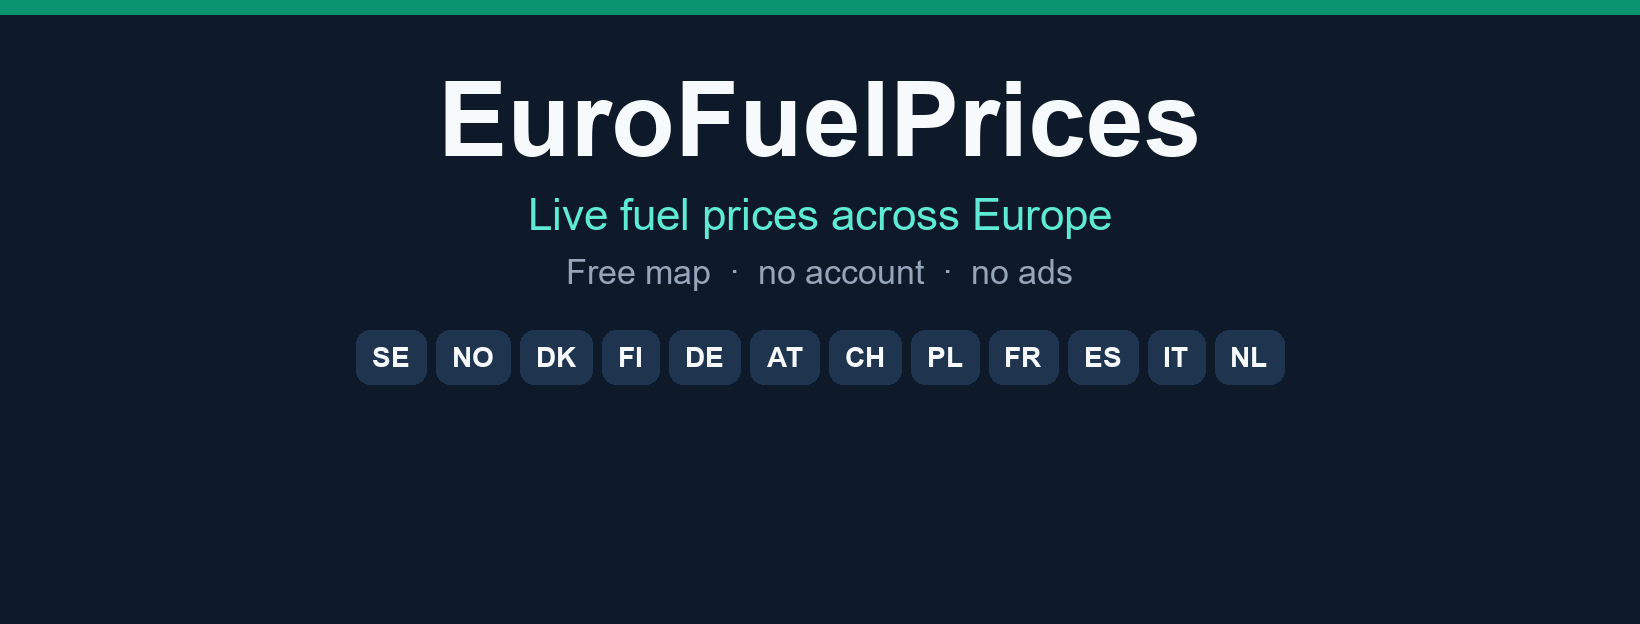 EuroFuelPrices
Live fuel prices across Europe
Free map · no account · no ads
SE NO DK FI DE AT CH PL FR ES IT NL